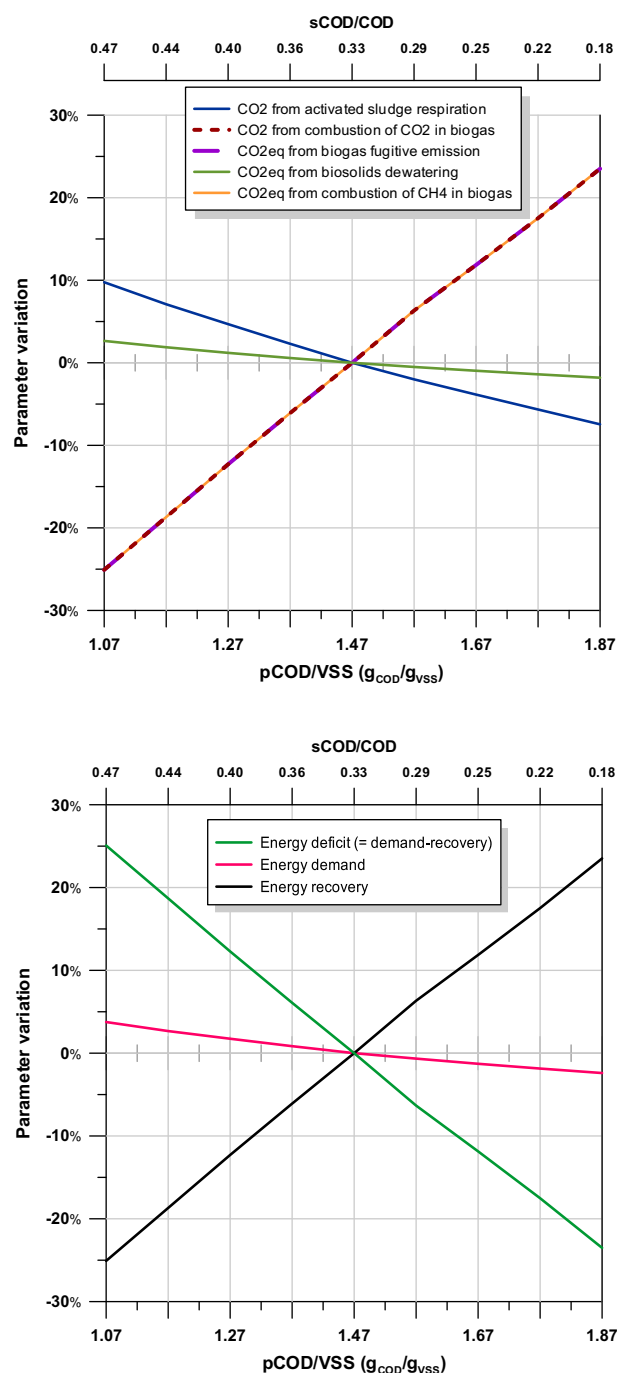 sCOD/COD
0.47 0.44 0.40 0.36 0.33 0.29 0.25 0.22 0.18
30%
CO2 from activated sludge respiration
CO2 from combustion of CO2 in biogas
CO2eq from biogas fugitive emission
CO2eq from biosolids dewatering
CO2eq from combustion of CH4 in biogas
20%
10%
0%
-10%
-20%
-30%
Parameter variation
1.07 1.27 1.47 1.67 1.87
pCOD/VSS (gCOD/gVSS)
sCOD/COD
0.47 0.44 0.40 0.36 0.33 0.29 0.25 0.22 0.18
30%
Energy deficit (= demand-recovery)
Energy demand
Energy recovery
20%
10%
0%
-10%
-20%
-30%
Parameter variation
1.07 1.27 1.47 1.67 1.87
pCOD/VSS (gCOD/gVSS)